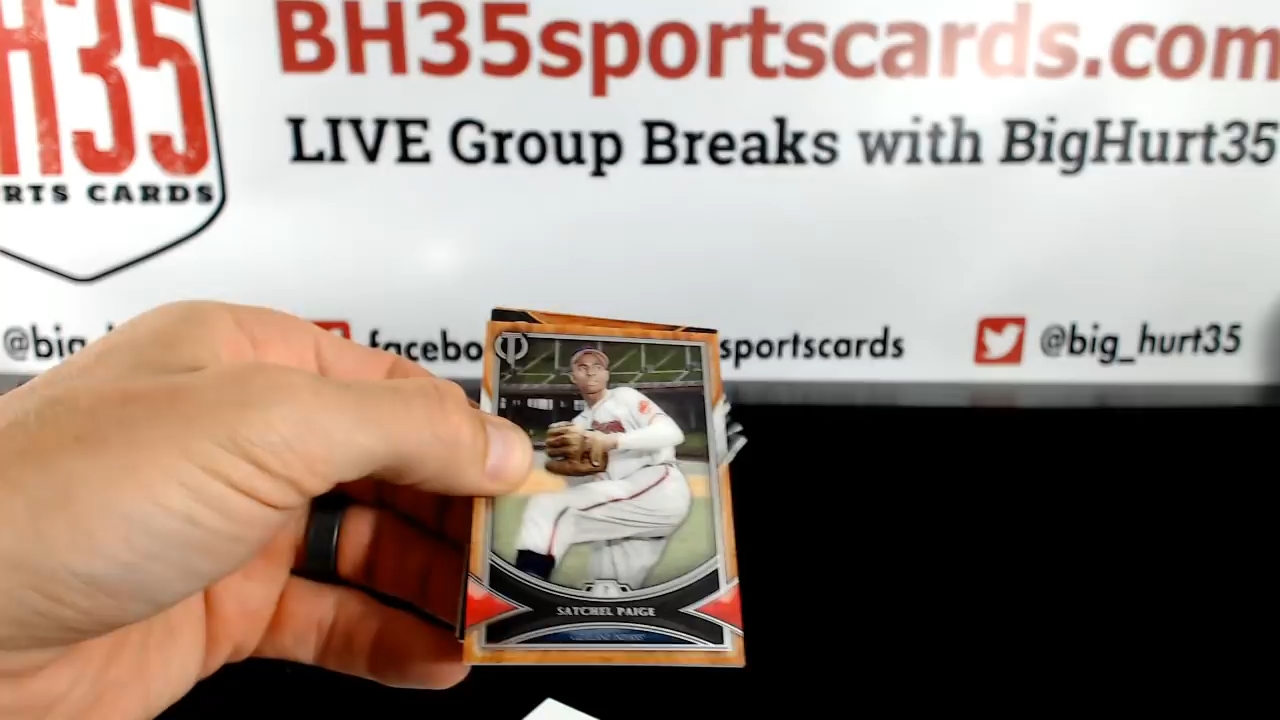 H35
RTS CARDS
BH35sportscards.com
LIVE Group Breaks with BigHurt35
@big
facebo
sportscards
@big_hurt35
SATCHEL PAIGE